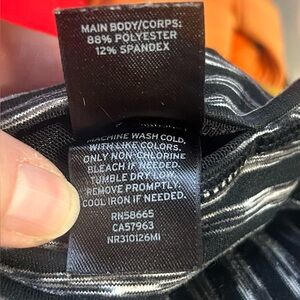 MAIN BODY/CORPS:
88% POLYESTER
12% SPANDEX
MACHINE WASH COLD,
WITH LIKE COLORS.
ONLY NON-CHLORINE
BLEACH IF NEEDED.
TUMBLE DRY LOW.
REMOVE PROMPTLY.
COOL IRON IF NEEDED.
RN58665
CA57963
NR310126MI